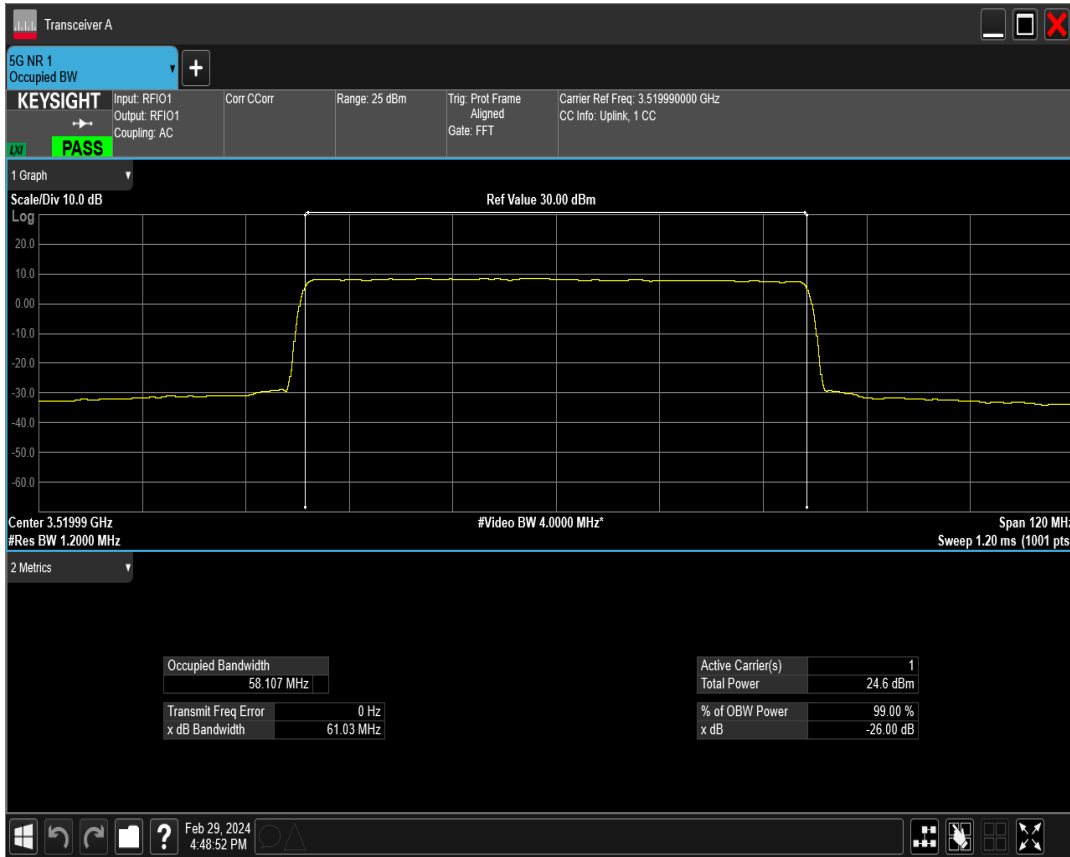 Transceiver A
5G NR 1
Occupied BW
KEYSIGHT
LXI
PASS
Input: RFIO1
Output: RFIO1
Coupling: AC
Corr CCorr
Range: 25 dBm
Trig: Prot Frame
Aligned
Gate: FFT
Carrier Ref Freq: 3.519990000 GHz
CC Info: Uplink, 1 CC
1 Graph
Scale/Div 10.0 dB
Ref Value 30.00 dBm
Log
20.0
10.0
0.00
-10.0
-20.0
-30.0
-40.0
-50.0
-60.0
Center 3.51999 GHz
#Video BW 4.0000 MHz*
Span 120 MHz
#Res BW 1.2000 MHz
Sweep 1.20 ms (1001 pts
2 Metrics
Occupied Bandwidth
58.107 MHz
Transmit Freq Error 0 Hz
x dB Bandwidth 61.03 MHz
Active Carrier(s) 1
Total Power 24.6 dBm
% of OBW Power 99.00 %
x dB -26.00 dB
?
Feb 29, 2024
4:48:52 PM